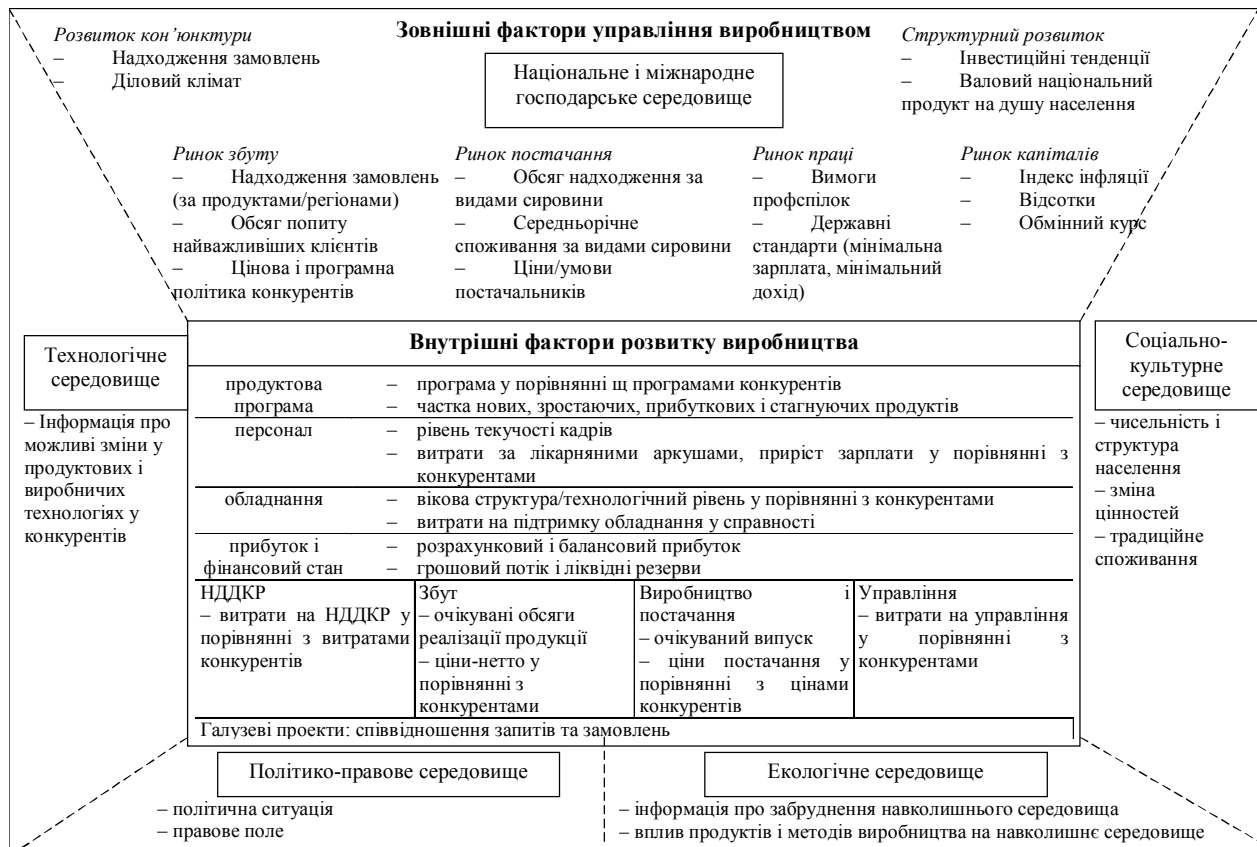 Зовнішні фактори управління виробництвом
Розвиток кон’юнктури
– Надходження замовлень
– Діловий клімат
Національне і міжнародне
господарське середовище
Структурний розвиток
– Інвестиційні тенденції
– Валовий національний
продукт на душу населення
Ринок збуту
– Надходження замовлень
(за продуктами/регіонами)
– Обсяг попиту
найважливіших клієнтів
– Цінова і програмна
політика конкурентів
Ринок постачання
– Обсяг надходження за
видами сировини
– Середньорічне
споживання за видами сировини
– Ціни/умови
постачальників
Ринок праці
– Вимоги
профспілок
– Державні
стандарти (мінімальна
зарплата, мінімальний
дохід)
Ринок капіталів
– Індекс інфляції
– Відсотки
– Обмінний курс
Технологічне
середовище
– Інформація про
можливі зміни у
продуктових і
виробничих
технологіях у
конкурентів
Внутрішні фактори розвитку виробництва
продуктова
програма
– програма у порівнянні щ програмами конкурентів
– частка нових, зростаючих, прибуткових і стагнуючих продуктів
персонал
– рівень текучості кадрів
– витрати за лікарняними аркушами, приріст зарплати у порівнянні з
конкурентами
обладнання
– вікова структура/технологічний рівень у порівнянні з конкурентами
– витрати на підтримку обладнання у справності
прибуток і
фінансовий стан
– розрахунковий і балансовий прибуток
– грошовий потік і ліквідні резерви
НДДКР
– витрати на НДДКР у
порівнянні з витратами
конкурентів
Збут
– очікувані обсяги
реалізації продукції
– ціни-нетто у
порівнянні з
конкурентами
Виробництво і
постачання
– очікуваний випуск
– ціни постачання у
порівнянні з цінами
конкурентів
Управління
– витрати на управління
у порівнянні з
конкурентами
Галузеві проекти: співвідношення запитів та замовлень
Соціально-
культурне
середовище
– чисельність і
структура
населення
– зміна
цінностей
– традиційне
споживання
Політико-правове середовище
– політична ситуація
– правове поле
Екологічне середовище
– інформація про забруднення навколишнього середовища
– вплив продуктів і методів виробництва на навколишнє середовище